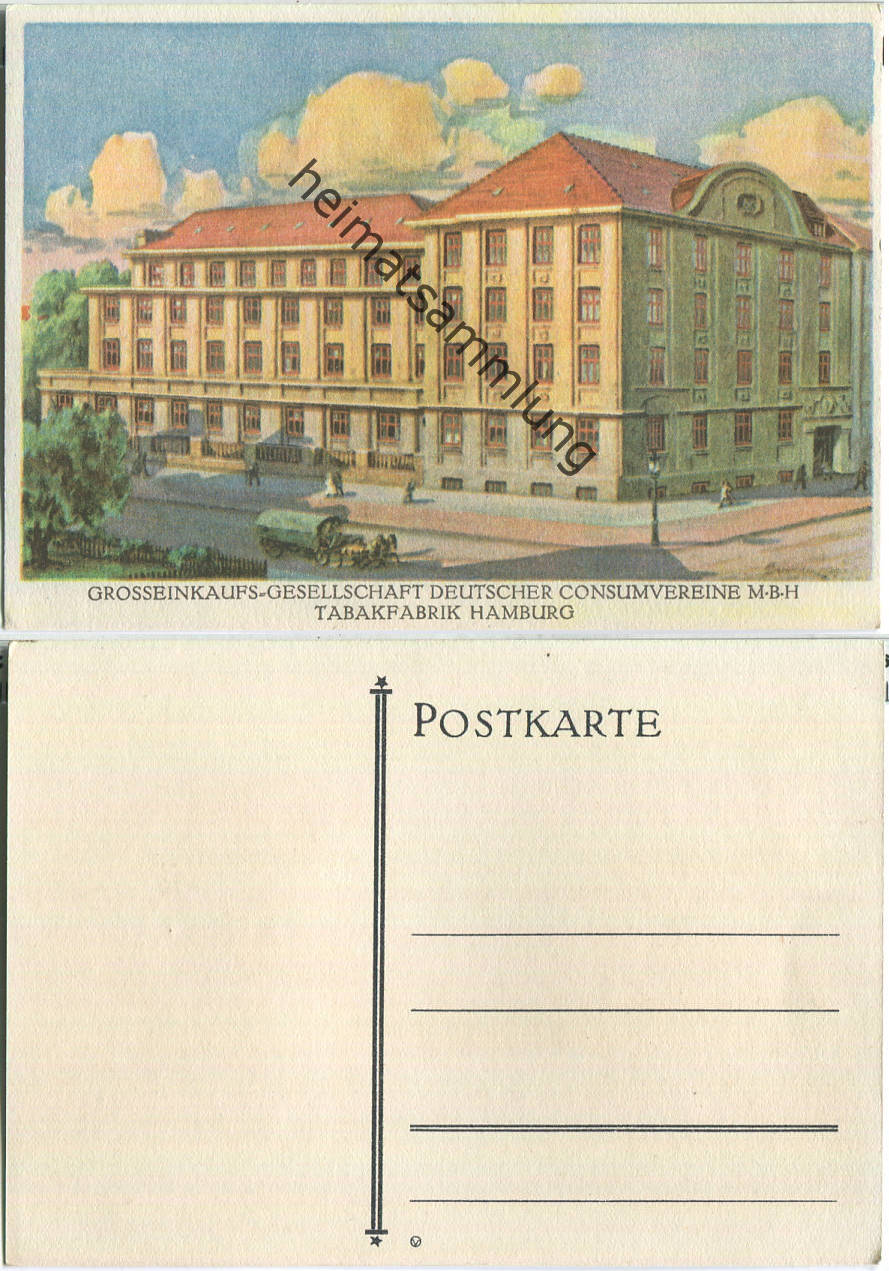 heimatsammlung
GROSSEINKAUFS-GESELLSCHAFT DEUTSCHER CONSUMVEREINE M·B·H
TABAKFABRIK HAMBURG
POSTKARTE